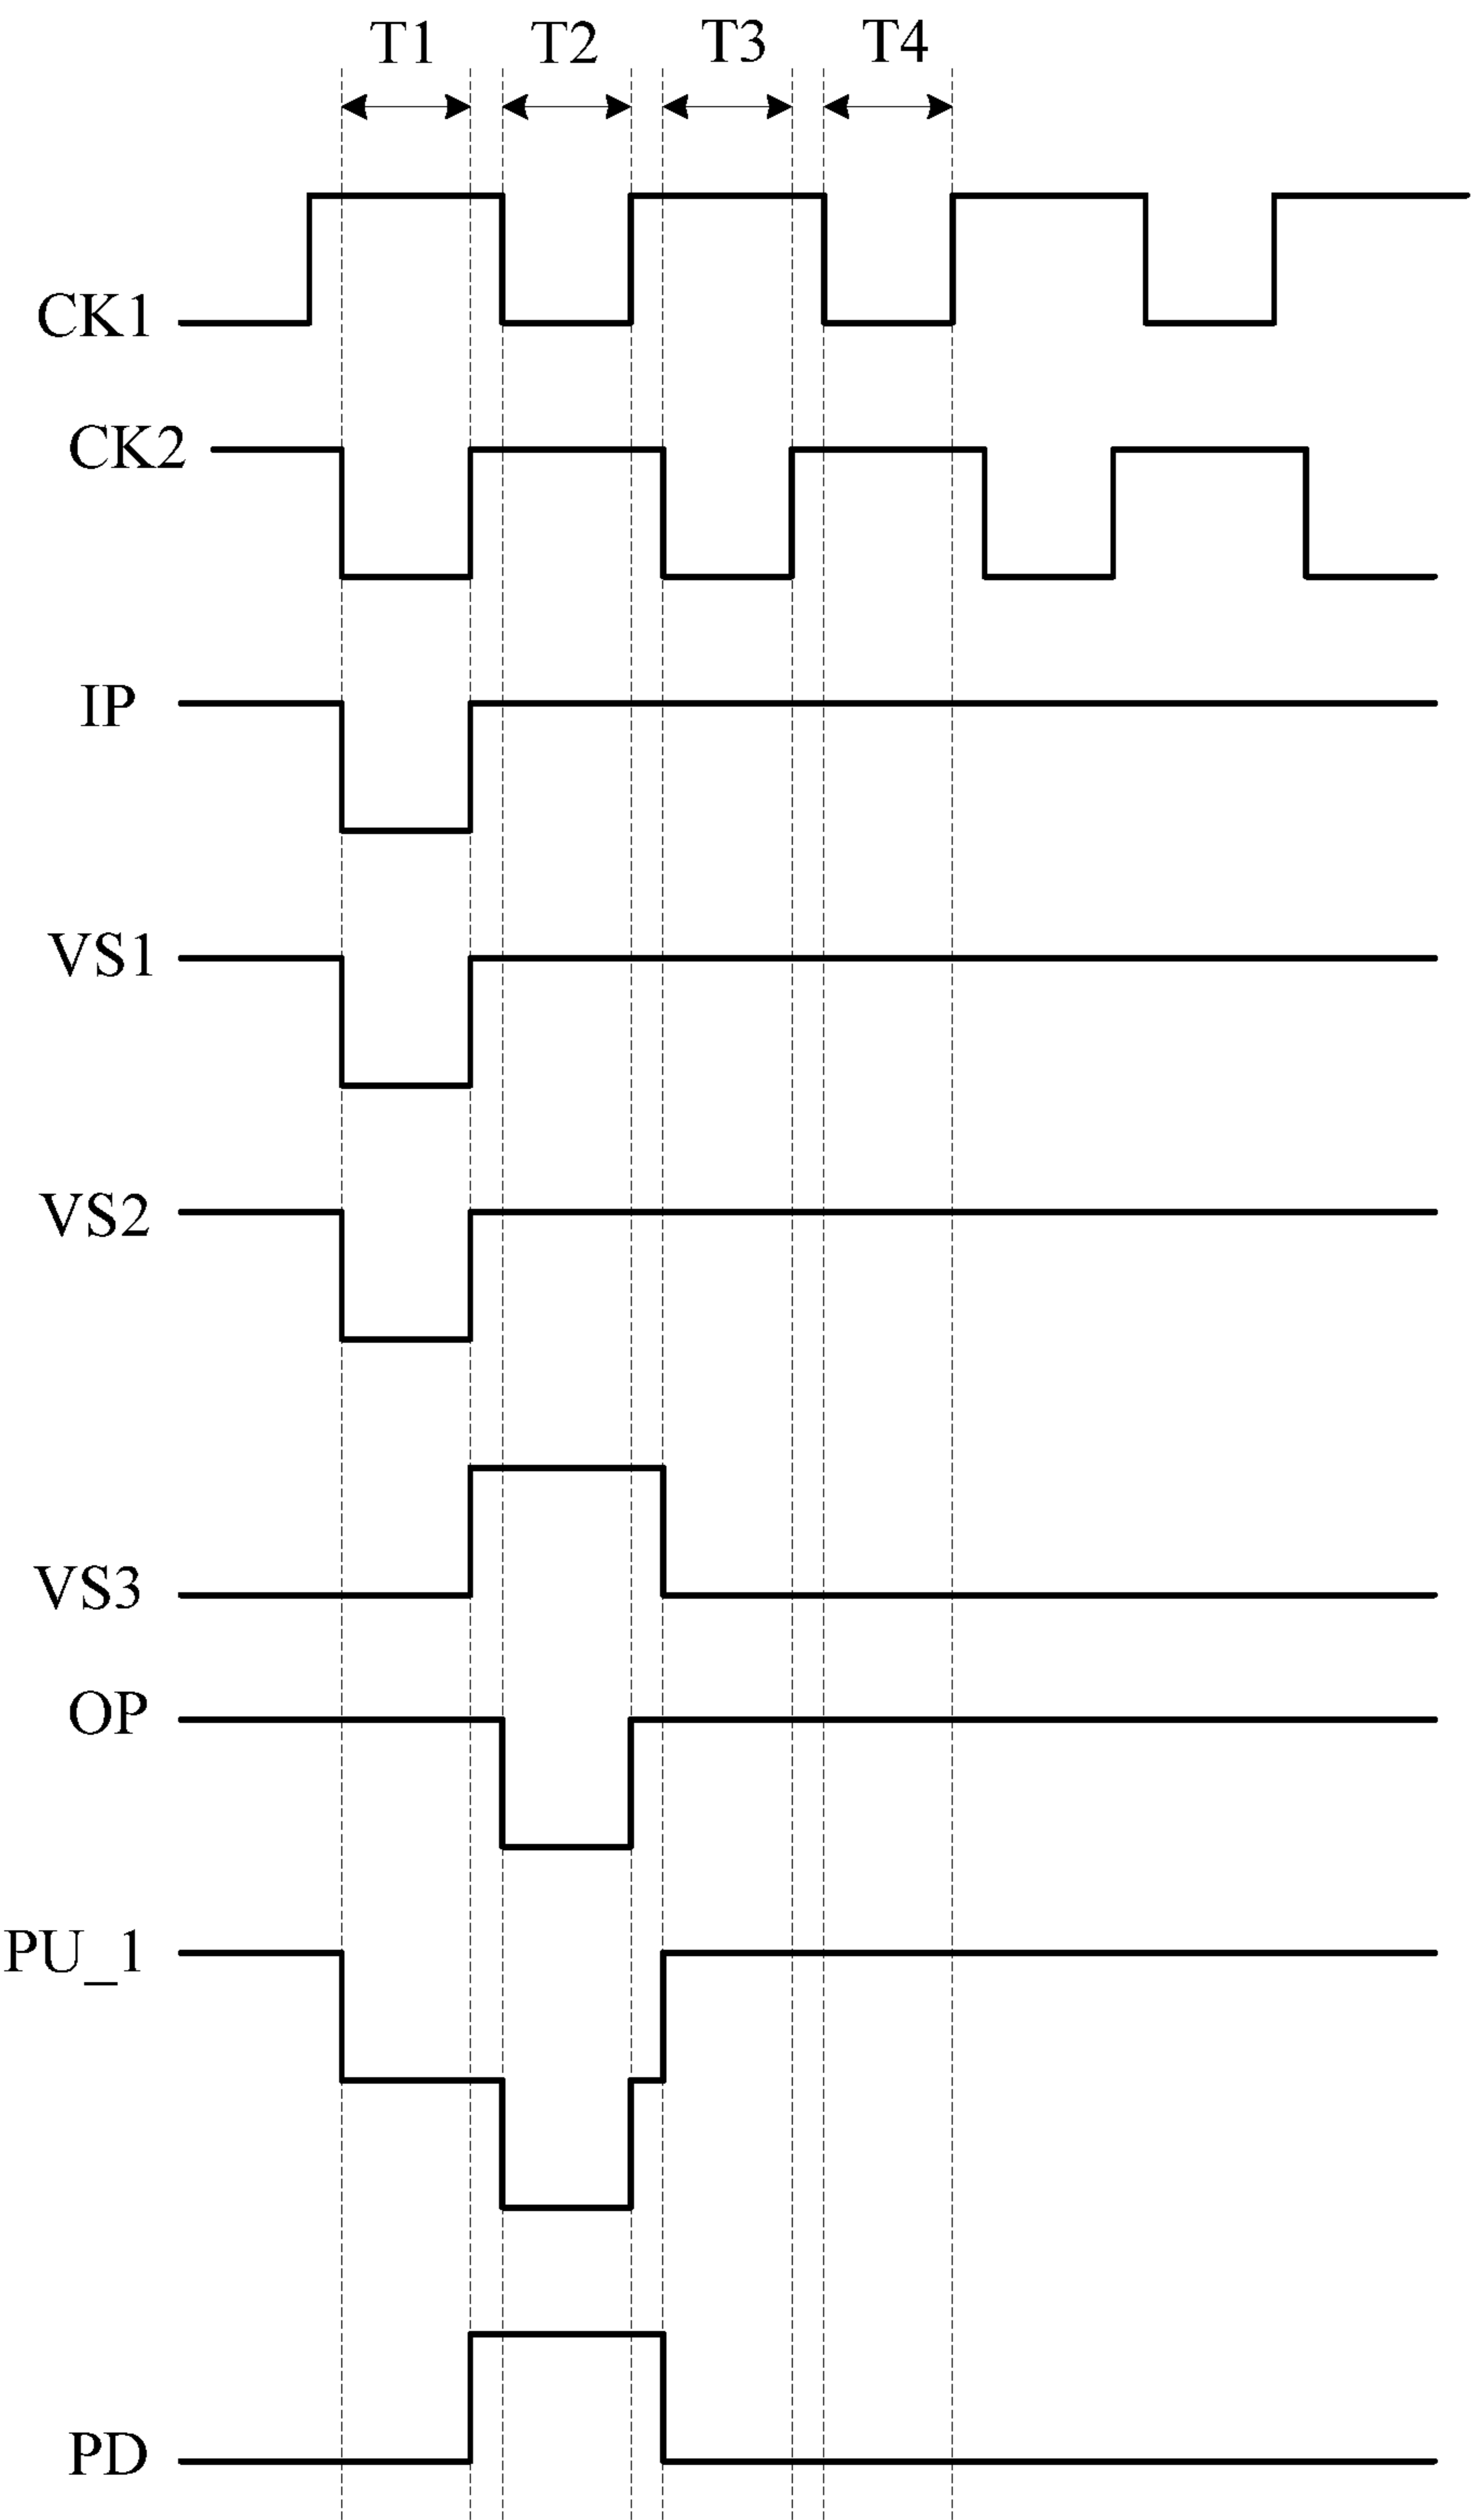 T1 T2 T3 T4
CK1
CK2
IP
VS1
VS2
VS3
OP
PU_1
PD